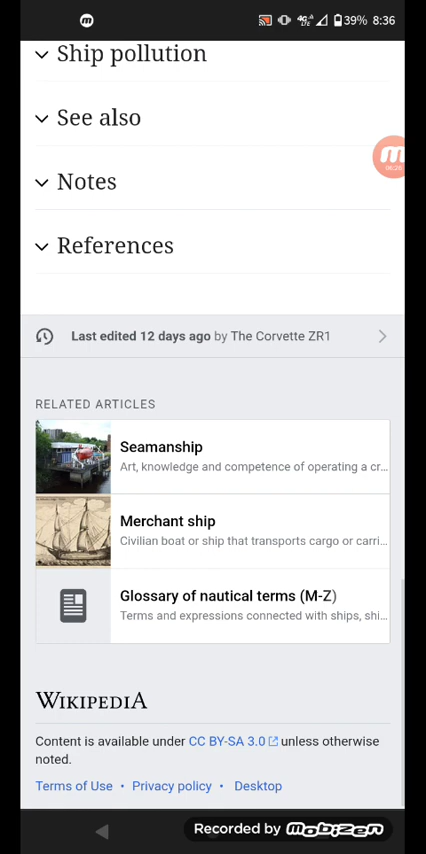 39% 8:36
Ship pollution
See also
Notes
References
06:26
Last edited 12 days ago by The Corvette ZR1
RELATED ARTICLES
Seamanship
Art, knowledge and competence of operating a cr...
Merchant ship
Civilian boat or ship that transports cargo or carri...
Glossary of nautical terms (M-Z)
Terms and expressions connected with ships, shi...
WIKIPEDIA
Content is available under CC BY-SA 3.0 unless otherwise
noted.
Terms of Use • Privacy policy • Desktop
Recorded by mobizen